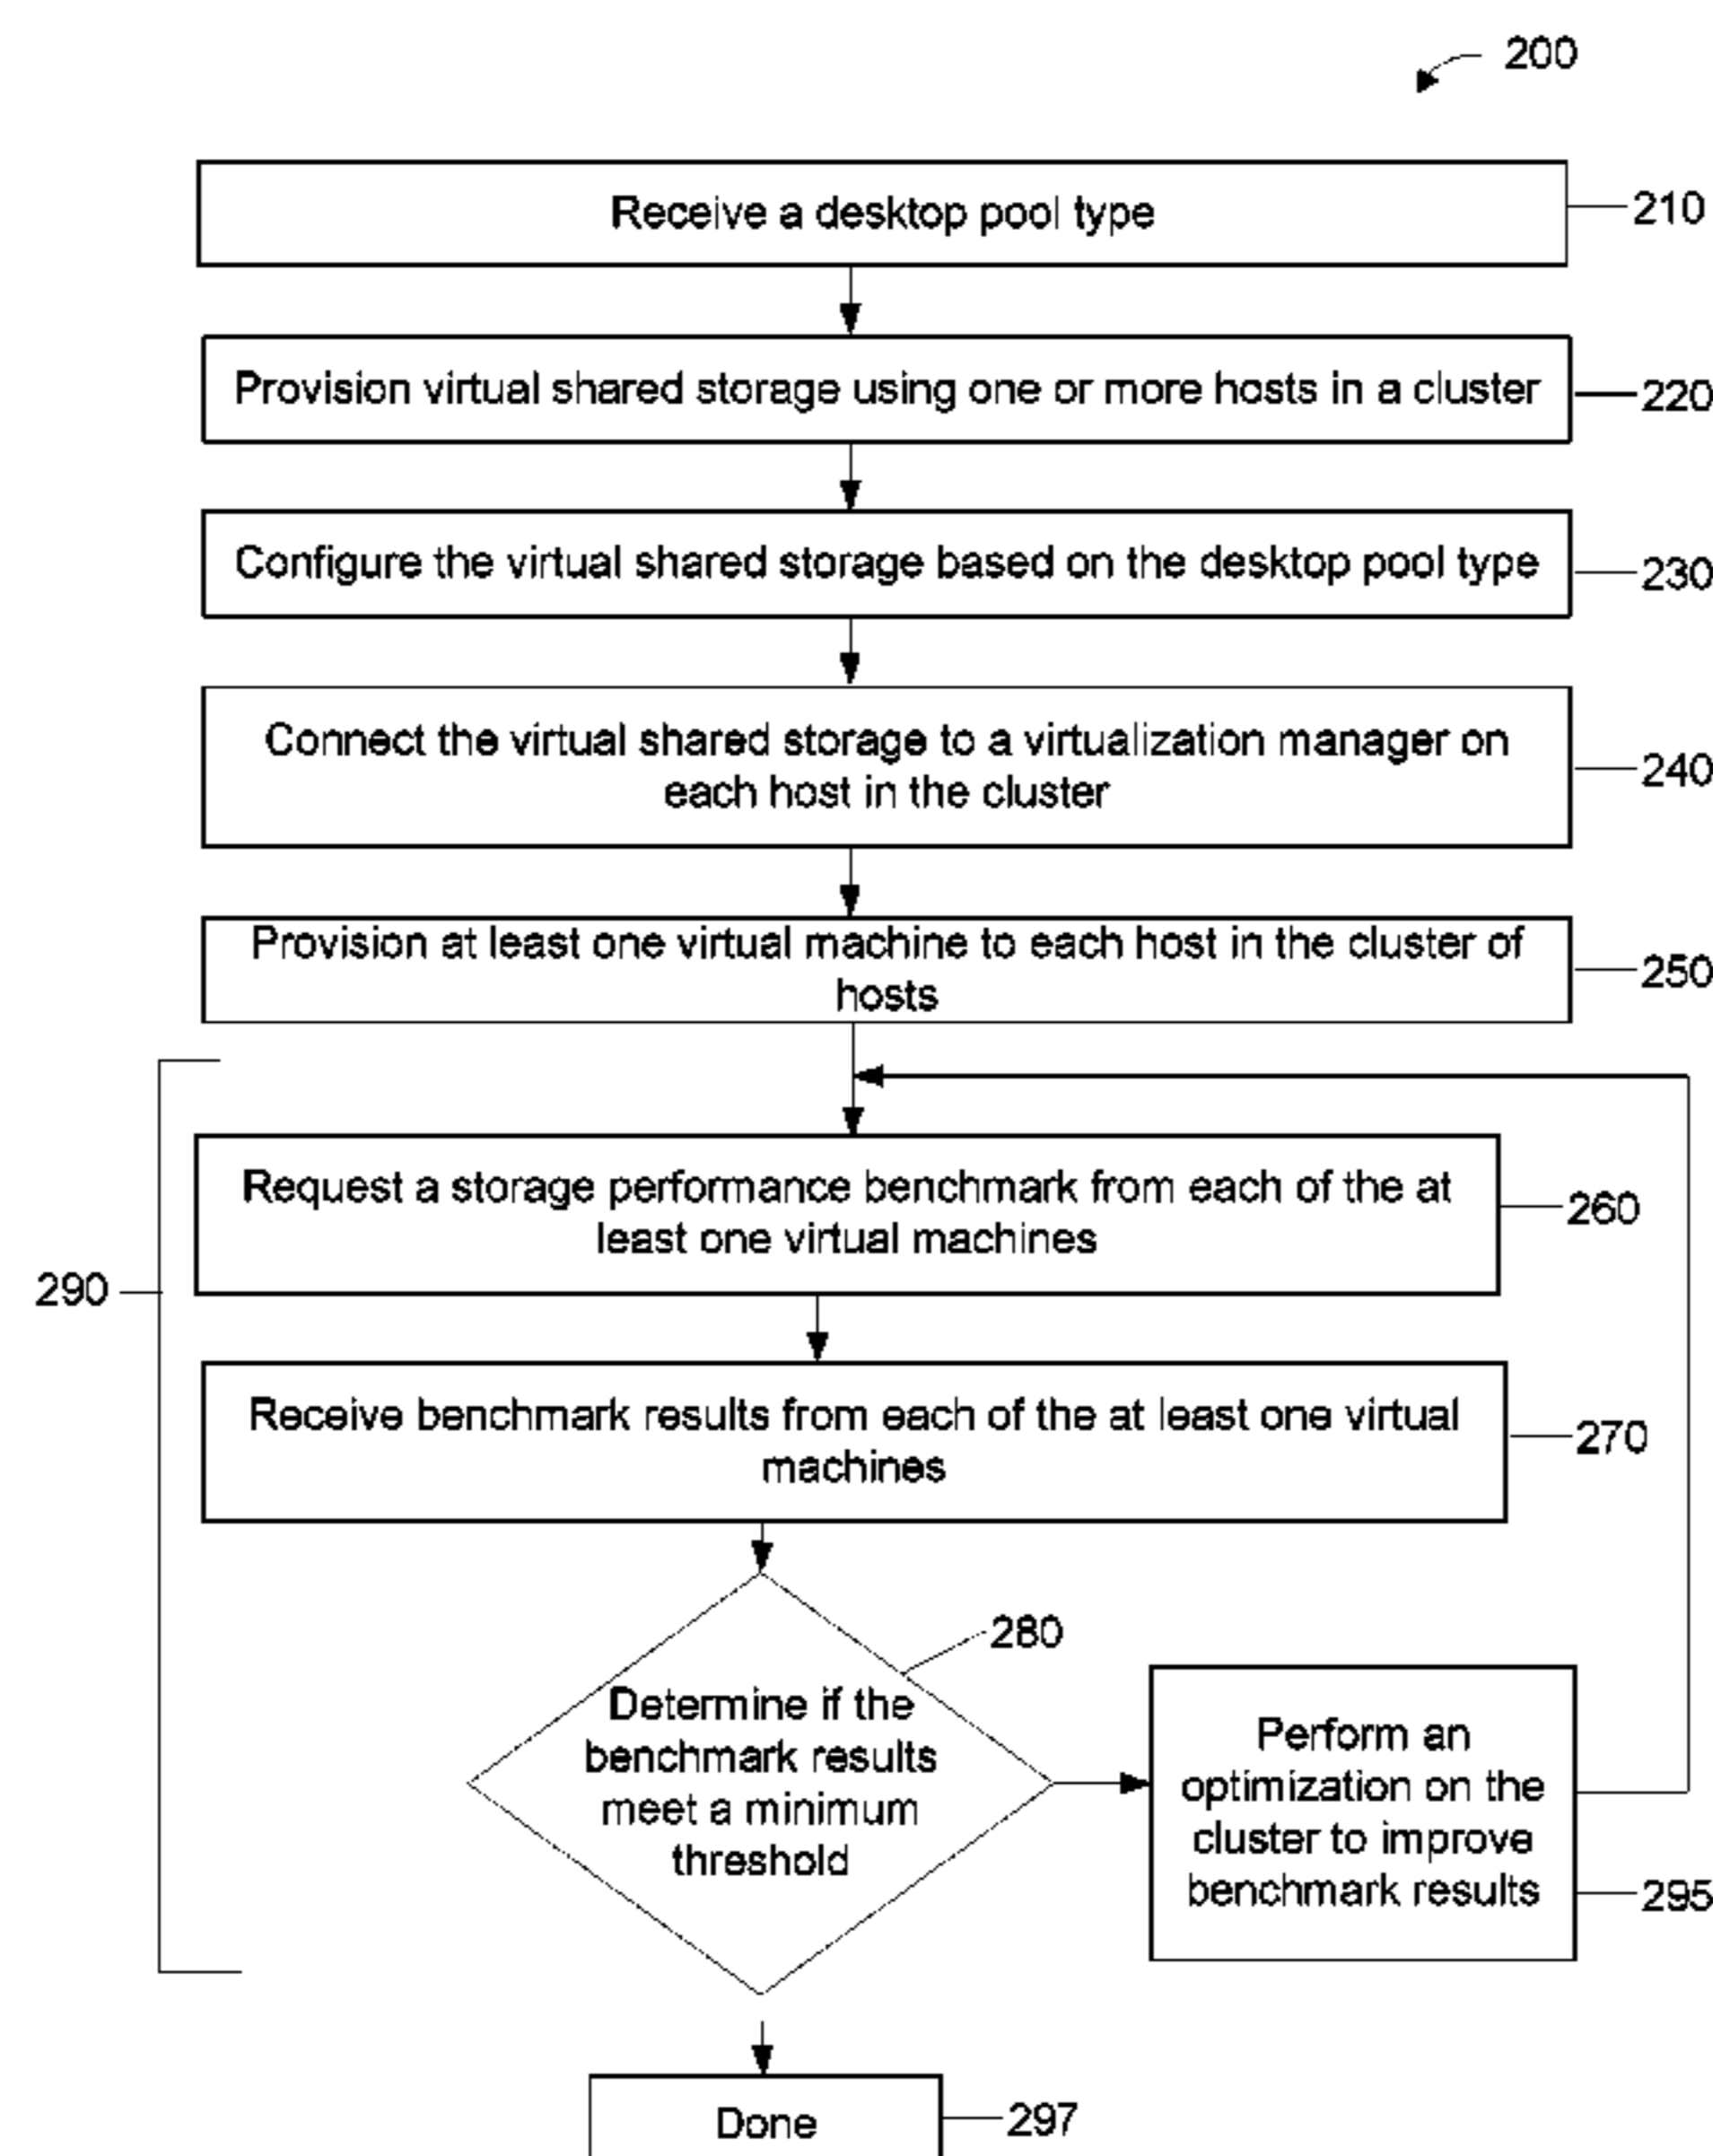 200
Receive a desktop pool type
210
Provision virtual shared storage using one or more hosts in a cluster
220
Configure the virtual shared storage based on the desktop pool type
230
Connect the virtual shared storage to a virtualization manager on
each host in the cluster
240
Provision at least one virtual machine to each host in the cluster of
hosts
250
Request a storage performance benchmark from each of the at
least one virtual machines
260
290
Receive benchmark results from each of the at least one virtual
machines
270
280
Determine if the
benchmark results
meet a minimum
threshold
Perform an
optimization on the
cluster to improve
benchmark results
295
Done
297